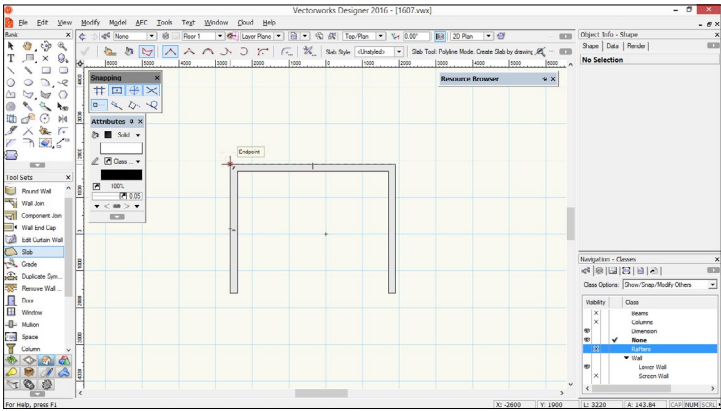 Vectorworks Designer 2016 - [1607.vwx]
File Edit View Modify Model AEC Tools Text Window Cloud Help
Basic
None
Floor 1
Layer Plane
Top/Plan
0.00°
2D Plan
Slab Style <Unstyled>
Slab Tool: Polyline Mode. Create Slab by drawing
Snapping
Attributes
Solid
Class ...
100%
0.05
Resource Browser
Endpoint
Tool Sets
Round Wall
Wall Join
Component Join
Wall End Cap
Edit Curtain Wall
Slab
Grade
Duplicate Sym...
Remove Wall ...
Door
Window
Mullion
Space
Column
Object Info - Shape
Shape Data Render
No Selection
Navigation - Classes
Class Options: Show/Snap/Modify Others
Visibility Class
Beams
Columns
Dimension
None
Rafters
Wall
Lower Wall
Screen Wall
For Help, press F1
X: -2600 Y: 1900 L: 3220 A: 143.84 CAP NUM SCRL